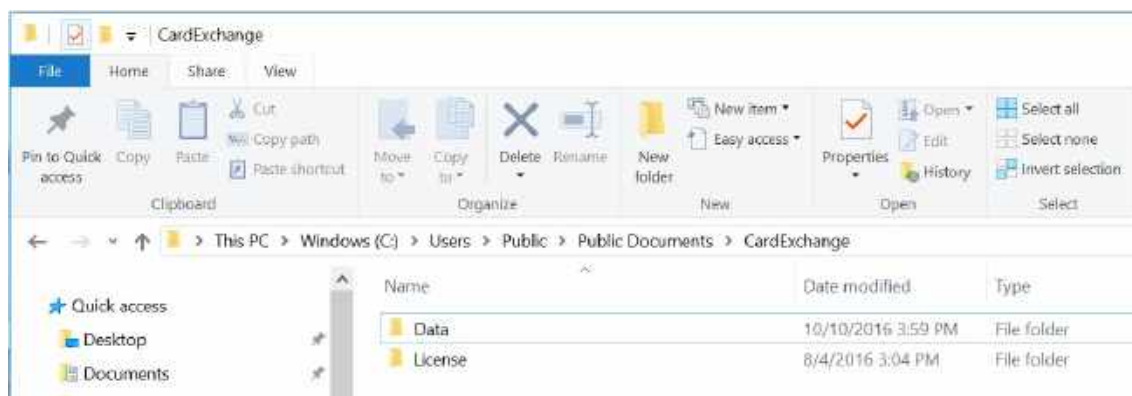 CardExchange
File Home Share View
Pin to Quick access
Copy
Paste
Cut
Copy path
Paste shortcut
Clipboard
Move to
Copy to
Delete
Rename
Organize
New folder
New item
Easy access
New
Properties
Open
Edit
History
Open
Select all
Select none
Invert selection
Select
This PC > Windows (C:) > Users > Public > Public Documents > CardExchange
Name Date modified Type
Quick access
Desktop
Documents
Data 10/10/2016 3:59 PM File folder
License 8/4/2016 3:04 PM File folder